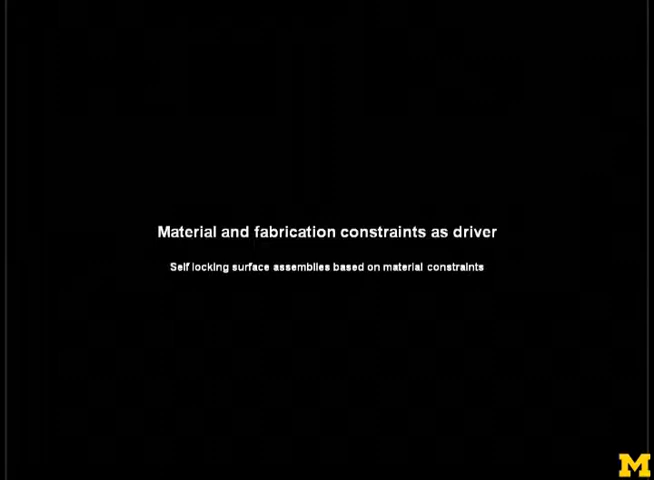 Material and fabrication constraints as driver
Self locking surface assemblies based on material constraints
M